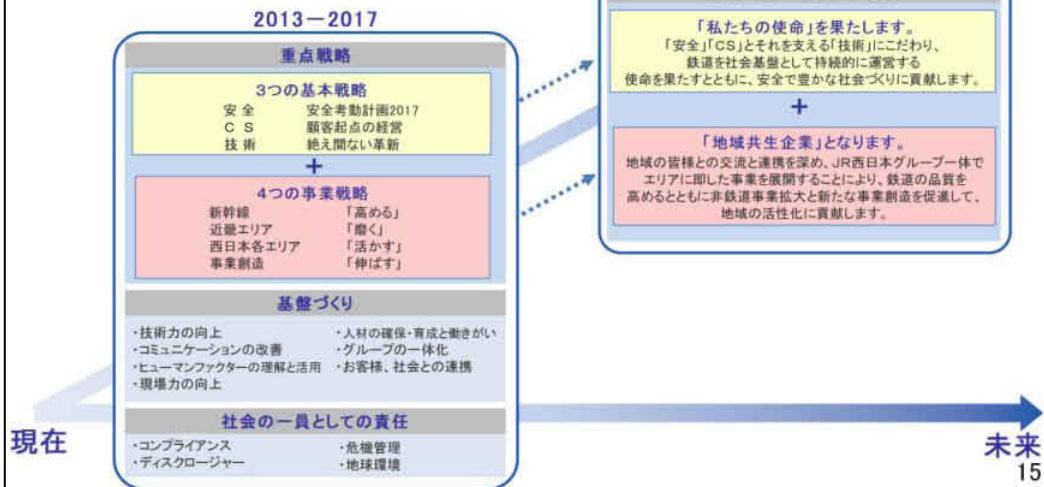 2013－2017
重点戦略
3つの基本戦略
安 全　安全考動計画2017
C S　顧客起点の経営
技 術　絶え間ない革新
+
4つの事業戦略
新幹線　「高める」
近畿エリア　「磨く」
西日本各エリア　「活かす」
事業創造　「伸ばす」
基盤づくり
・技術力の向上
・コミュニケーションの改善
・ヒューマンファクターの理解と活用
・現場力の向上
・人材の確保・育成と働きがい
・グループの一体化
・お客様、社会との連携
社会の一員としての責任
・コンプライアンス
・ディスクロージャー
・危機管理
・地球環境
「私たちの使命」を果たします。
「安全」「CS」とそれを支える「技術」にこだわり、
鉄道を社会基盤として持続的に運営する
使命を果たすとともに、安全で豊かな社会づくりに貢献します。
+
「地域共生企業」となります。
地域の皆様との交流と連携を深め、JR西日本グループ一体で
エリアに即した事業を展開することにより、鉄道の品質を
高めるとともに非鉄道事業拡大と新たな事業創造を促進して、
地域の活性化に貢献します。
現在
未来
15